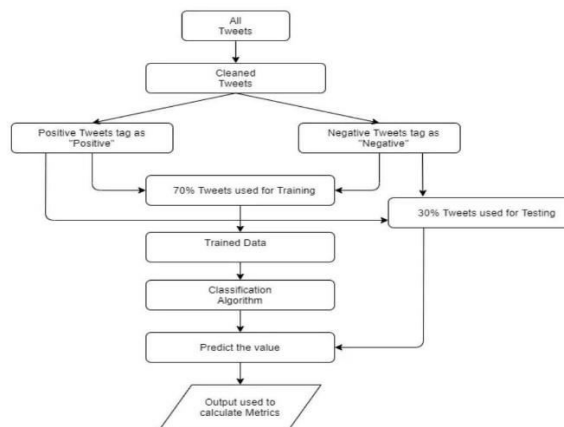 All
Tweets
Cleaned
Tweets
Positive Tweets tag as
"Positive"
Negative Tweets tag as
"Negative"
70% Tweets used for Training
30% Tweets used for Testing
Trained Data
Classification
Algorithm
Predict the value
Output used to
calculate Metrics